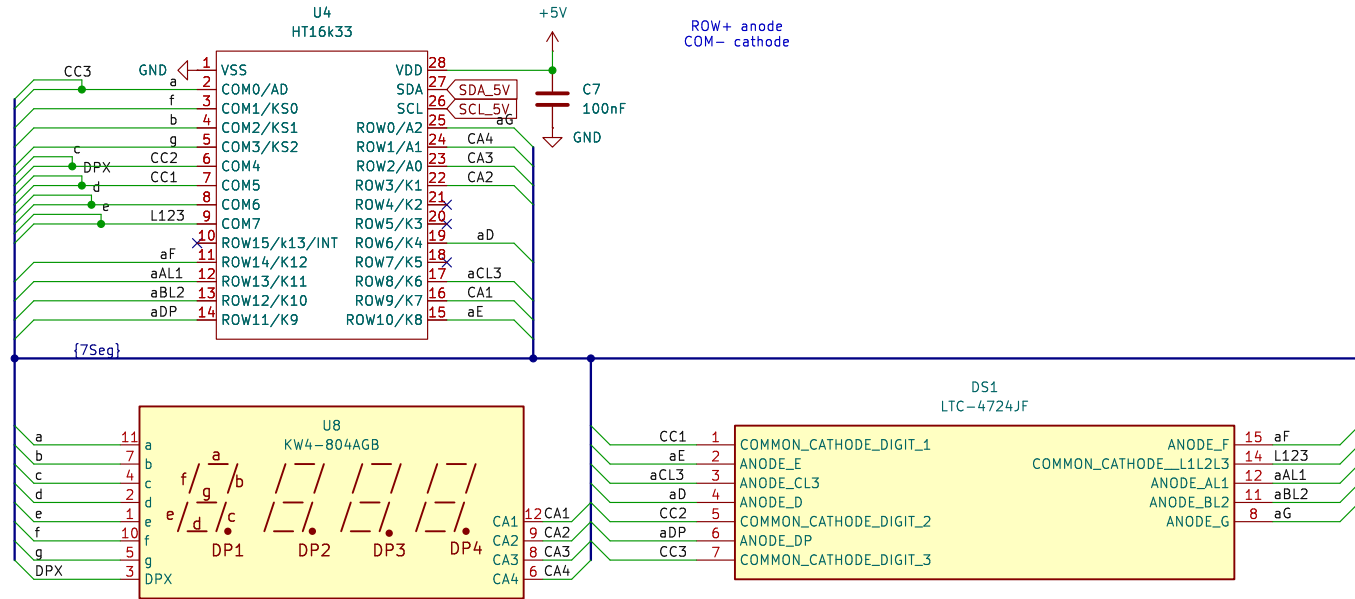 U4
HT16k33
+5V
ROW+ anode
COM- cathode
CC3
GND
1
VSS
VDD
28
a
2
COM0/AD
SDA
27
SDA_5V
C7
100nF
f
3
COM1/KS0
SCL
26
SCL_5V
b
4
COM2/KS1
ROW0/A2
25
aG
GND
g
5
COM3/KS2
ROW1/A1
24
CA4
c
CC2
6
COM4
ROW2/A0
23
CA3
DPX
CC1
7
COM5
ROW3/K1
22
CA2
d
8
COM6
ROW4/K2
21
e
L123
9
COM7
ROW5/K3
20
10
ROW15/k13/INT
ROW6/K4
19
aD
aF
11
ROW14/K12
ROW7/K5
18
aAL1
12
ROW13/K11
ROW8/K6
17
aCL3
aBL2
13
ROW12/K10
ROW9/K7
16
CA1
aDP
14
ROW11/K9
ROW10/K8
15
aE
{7Seg}
U8
KW4-804AGB
a
11
a
b
7
b
c
4
c
d
2
d
e
1
e
f
10
f
g
5
g
DPX
3
DPX
a
f
b
g
e
d
c
DP1
DP2
DP3
DP4
CA1
12
CA1
CA2
9
CA2
CA3
8
CA3
CA4
6
CA4
DS1
LTC-4724JF
CC1
1
COMMON_CATHODE_DIGIT_1
ANODE_F
15
aF
aE
2
ANODE_E
COMMON_CATHODE__L1L2L3
14
L123
aCL3
3
ANODE_CL3
ANODE_AL1
12
aAL1
aD
4
ANODE_D
ANODE_BL2
11
aBL2
CC2
5
COMMON_CATHODE_DIGIT_2
ANODE_G
8
aG
aDP
6
ANODE_DP
CC3
7
COMMON_CATHODE_DIGIT_3